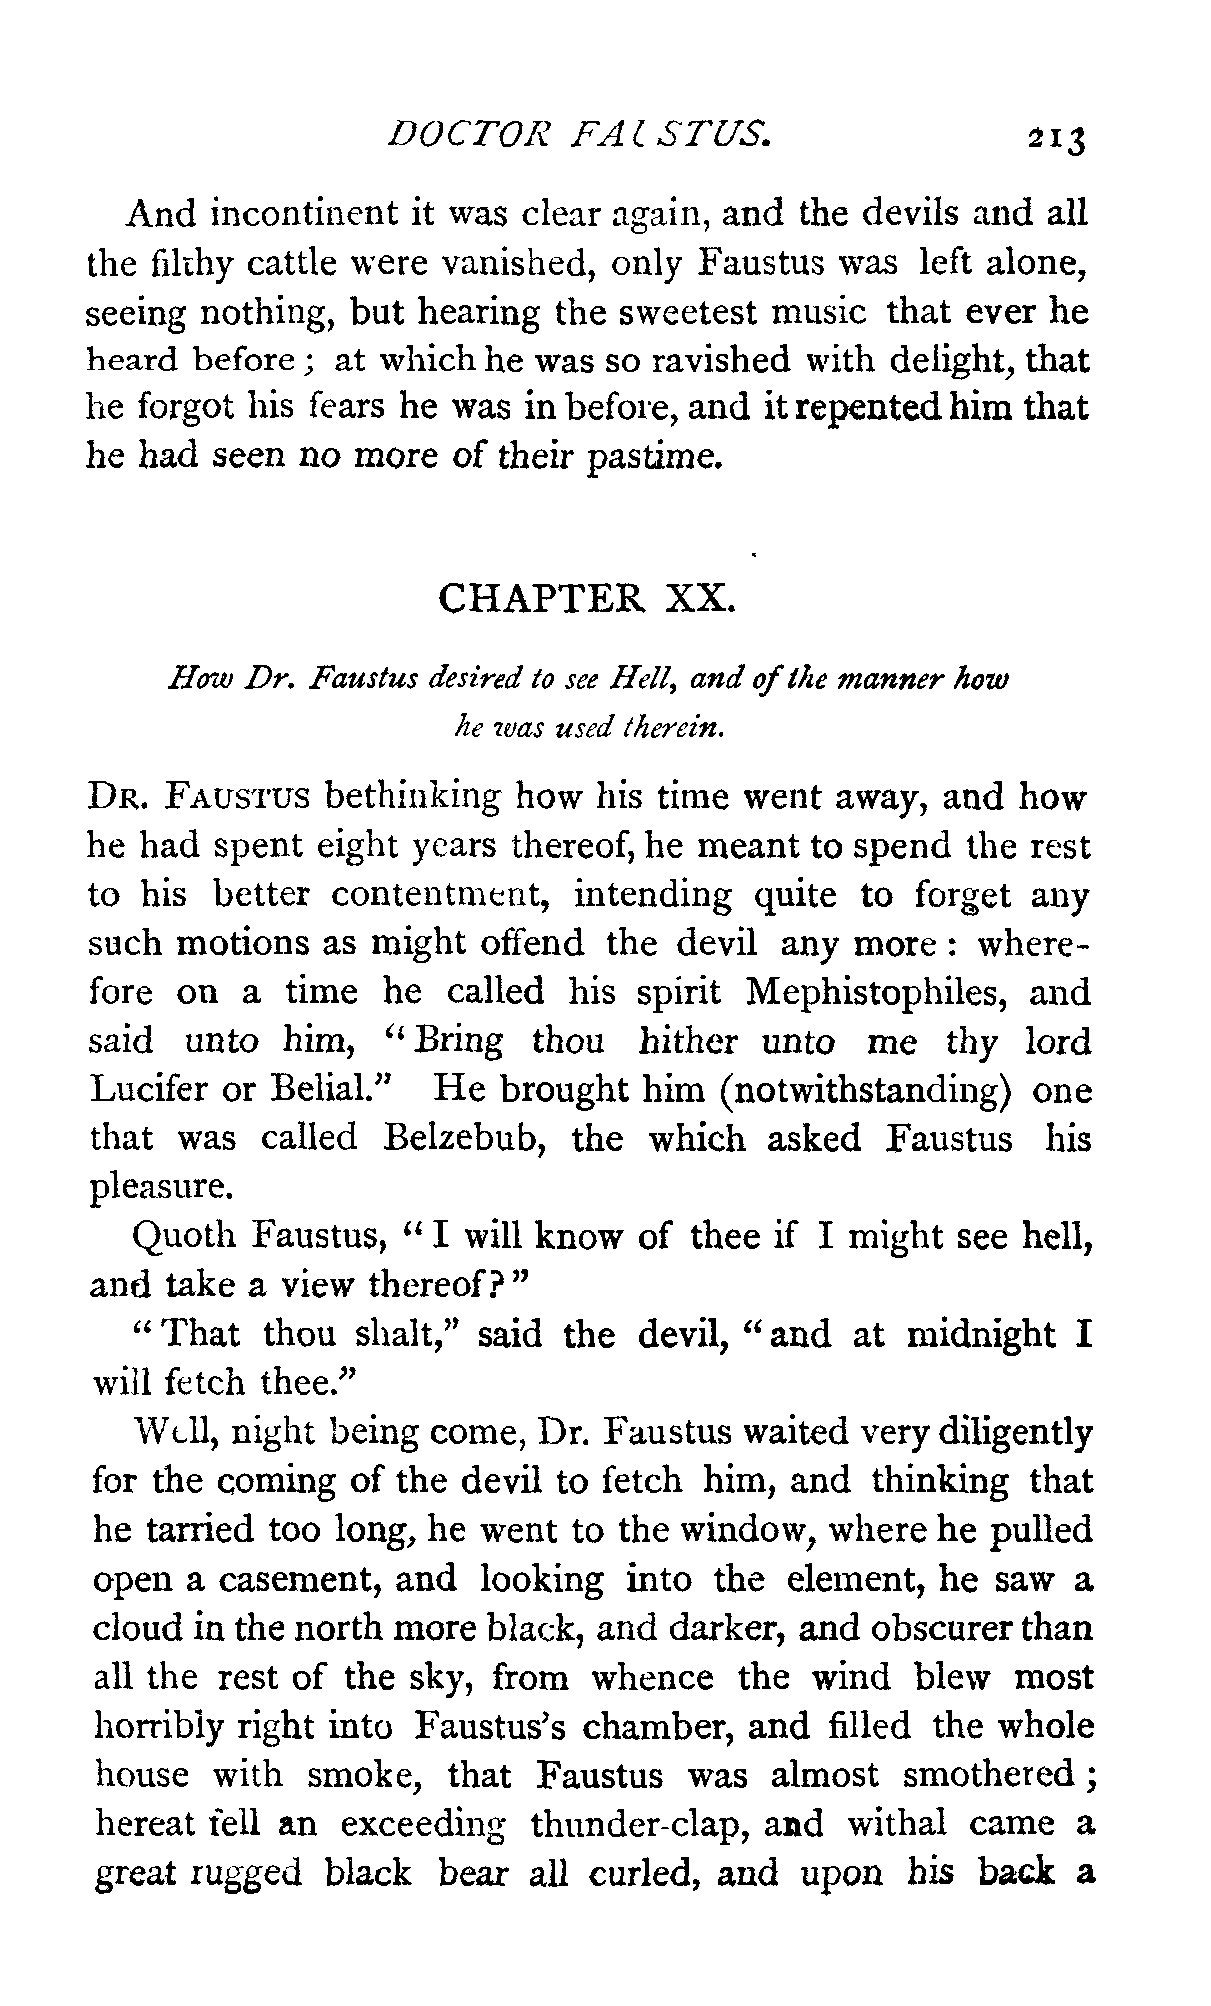 DOCTOR FAUSTUS. 213
And incontinent it was clear again, and the devils and all
the filthy cattle were vanished, only Faustus was left alone,
seeing nothing, but hearing the sweetest music that ever he
heard before; at which he was so ravished with delight, that
he forgot his fears he was in before, and it repented him that
he had seen no more of their pastime.
CHAPTER XX.
How Dr. Faustus desired to see Hell, and of the manner how
he was used therein.
DR. FAUSTUS bethinking how his time went away, and how
he had spent eight years thereof, he meant to spend the rest
to his better contentment, intending quite to forget any
such motions as might offend the devil any more: where-
fore on a time he called his spirit Mephistophiles, and
said unto him, "Bring thou hither unto me thy lord
Lucifer or Belial." He brought him (notwithstanding) one
that was called Belzebub, the which asked Faustus his
pleasure.
Quoth Faustus, "I will know of thee if I might see hell,
and take a view thereof?"
"That thou shalt," said the devil, "and at midnight I
will fetch thee."
Well, night being come, Dr. Faustus waited very diligently
for the coming of the devil to fetch him, and thinking that
he tarried too long, he went to the window, where he pulled
open a casement, and looking into the element, he saw a
cloud in the north more black, and darker, and obscurer than
all the rest of the sky, from whence the wind blew most
horribly right into Faustus's chamber, and filled the whole
house with smoke, that Faustus was almost smothered;
hereat fell an exceeding thunder-clap, and withal came a
great rugged black bear all curled, and upon his back a